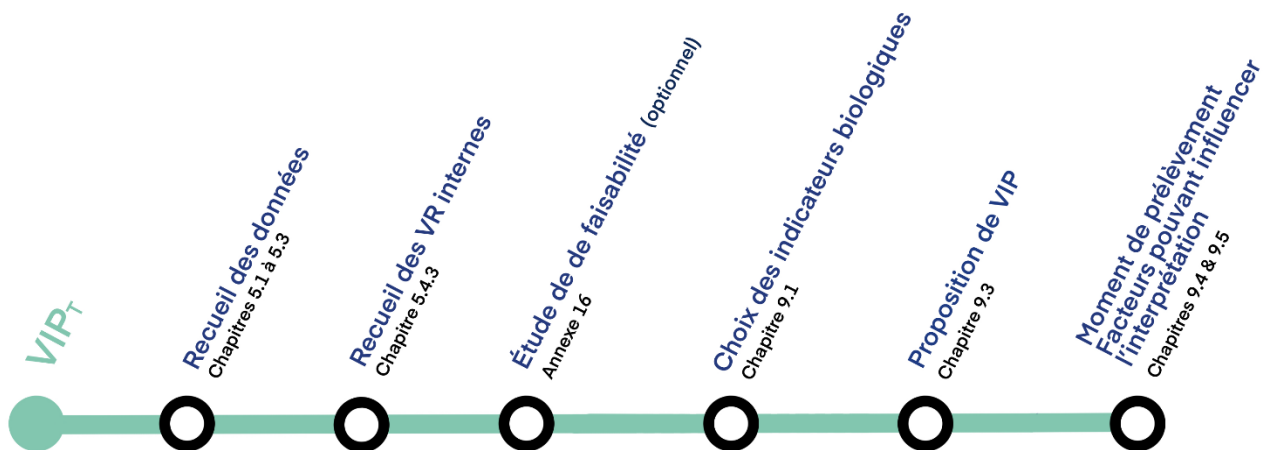 VIPT
Recueil des données
Chapitres 5.1 à 5.3
Recueil des VR internes
Chapitre 5.4.3
Étude de de faisabilité (optionnel)
Annexe 16
Choix des indicateurs biologiques
Chapitre 9.1
Proposition de VIP
Chapitre 9.3
Moment de prélèvement
Facteurs pouvant influencer
l'interprétation
Chapitres 9.4 & 9.5